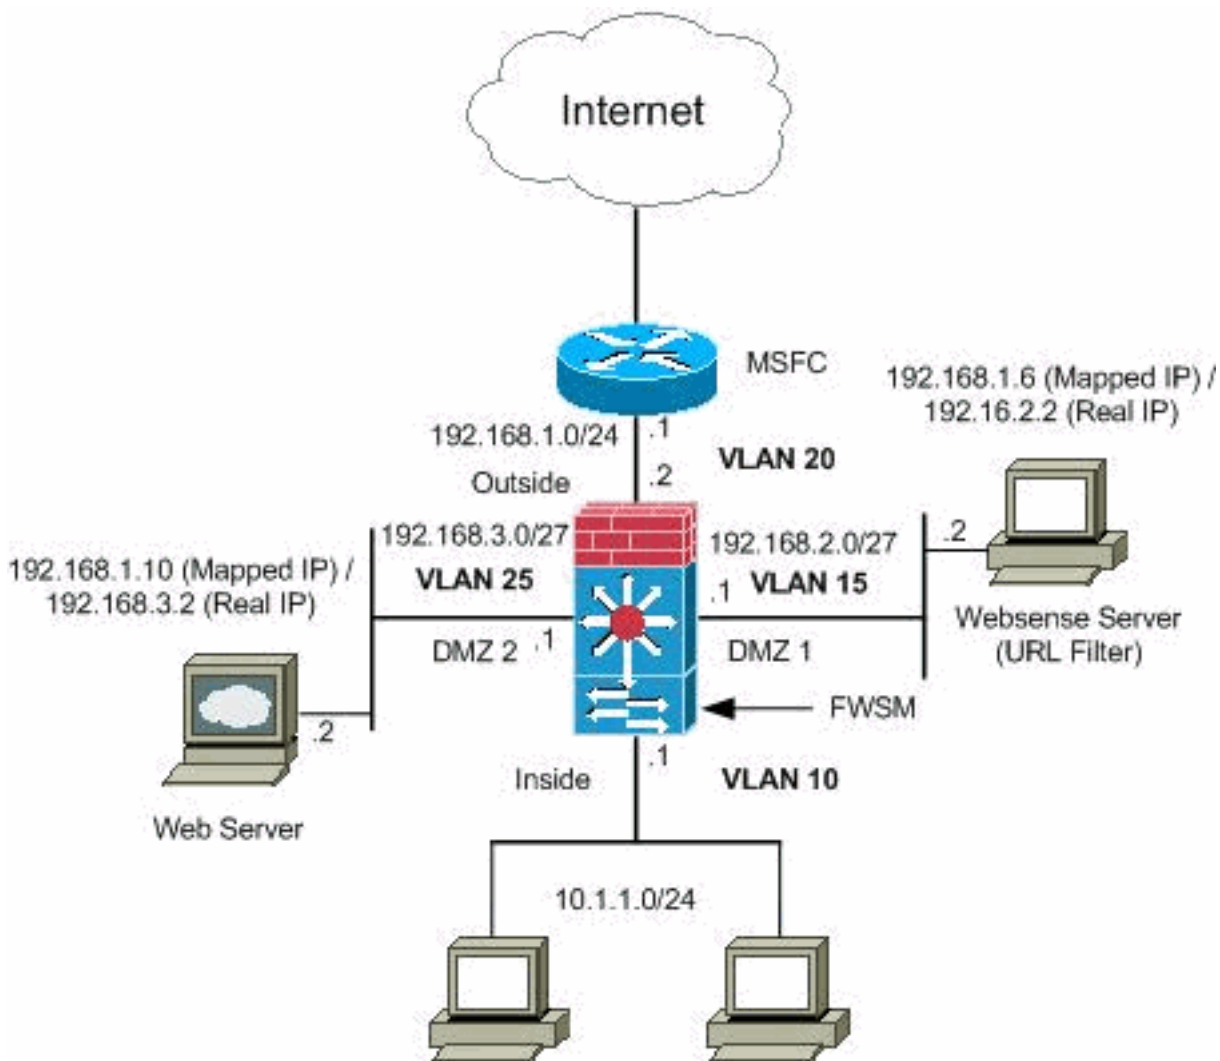 Internet
MSFC
192.168.1.6 (Mapped IP) /
192.16.2.2 (Real IP)
192.168.1.0/24
.1
VLAN 20
Outside
.2
192.168.3.0/27
192.168.2.0/27
.2
192.168.1.10 (Mapped IP) /
192.168.3.2 (Real IP)
VLAN 25
.1
VLAN 15
Websense Server
(URL Filter)
DMZ 2
.1
DMZ 1
FWSM
.2
.1
Inside
VLAN 10
Web Server
10.1.1.0/24